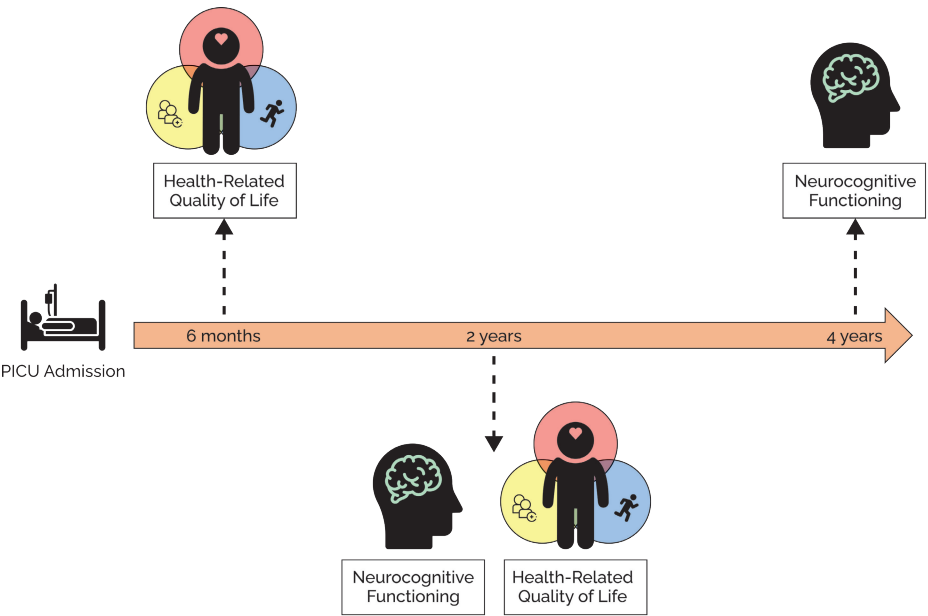 Health-Related
Quality of Life
Neurocognitive
Functioning
PICU Admission
6 months
2 years
4 years
Neurocognitive
Functioning
Health-Related
Quality of Life